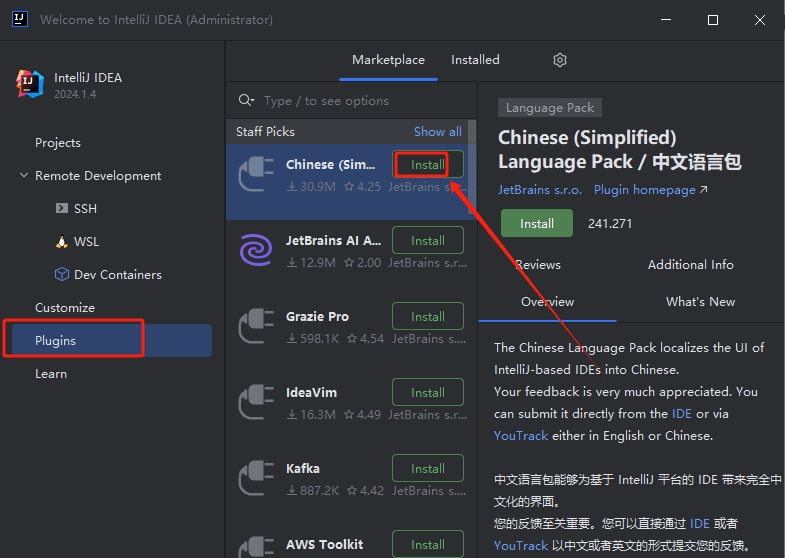 Welcome to IntelliJ IDEA (Administrator)
IntelliJ IDEA
2024.1.4
Projects
Remote Development
SSH
WSL
Dev Containers
Customize
Plugins
Learn
Marketplace
Installed
Type / to see options
Staff Picks
Show all
Chinese (Sim...
Install
30.9M 4.25 JetBrains s.r...
JetBrains AI A...
Install
12.9M 2.00 JetBrains s.r...
Grazie Pro
Install
598.1K 4.54 JetBrains s.r...
IdeaVim
Install
16.3M 4.49 JetBrains s.r...
Kafka
Install
887.2K 4.42 JetBrains s.r...
AWS Toolkit
Install
Language Pack
Chinese (Simplified)
Language Pack / 中文语言包
JetBrains s.r.o. Plugin homepage ↗
Install
241.271
Reviews
Additional Info
Overview
What's New
The Chinese Language Pack localizes the UI of
IntelliJ-based IDEs into Chinese.
Your feedback is very much appreciated. You
can submit it directly from the IDE or via
YouTrack either in English or Chinese.
中文语言包能够为基于 IntelliJ 平台的 IDE 带来完全中
文化的界面。
您的反馈至关重要。您可以直接通过 IDE 或者
YouTrack 以中文或者英文的形式提交您的反馈。